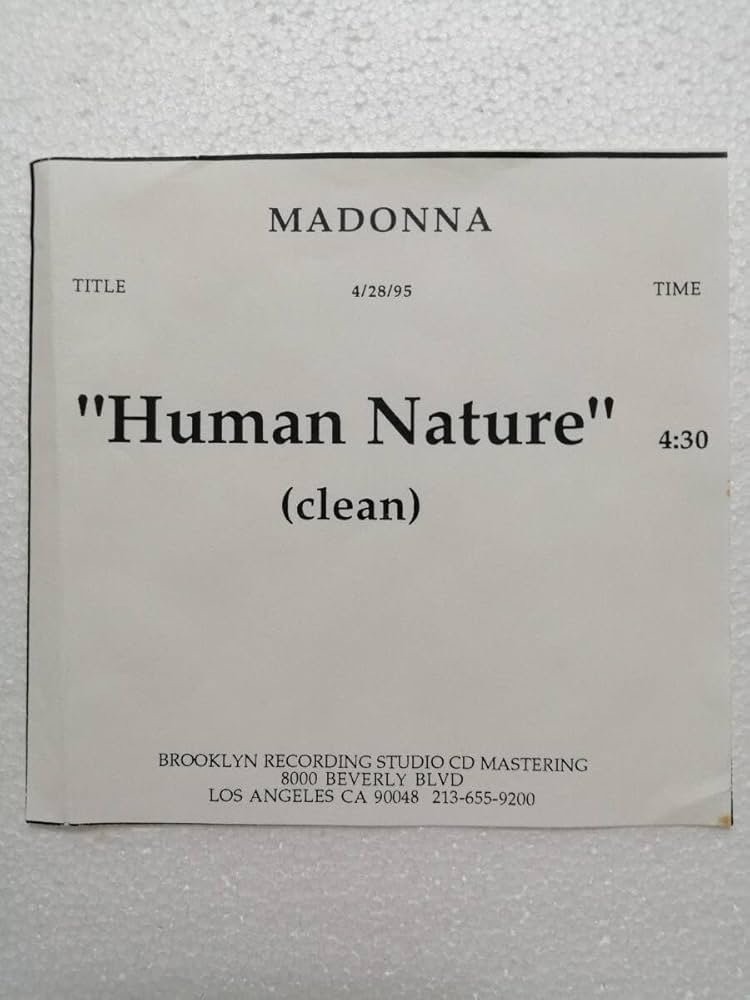 MADONNA
TITLE 4/28/95 TIME
"Human Nature" 4:30
(clean)
BROOKLYN RECORDING STUDIO CD MASTERING
8000 BEVERLY BLVD
LOS ANGELES CA 90048 213-655-9200